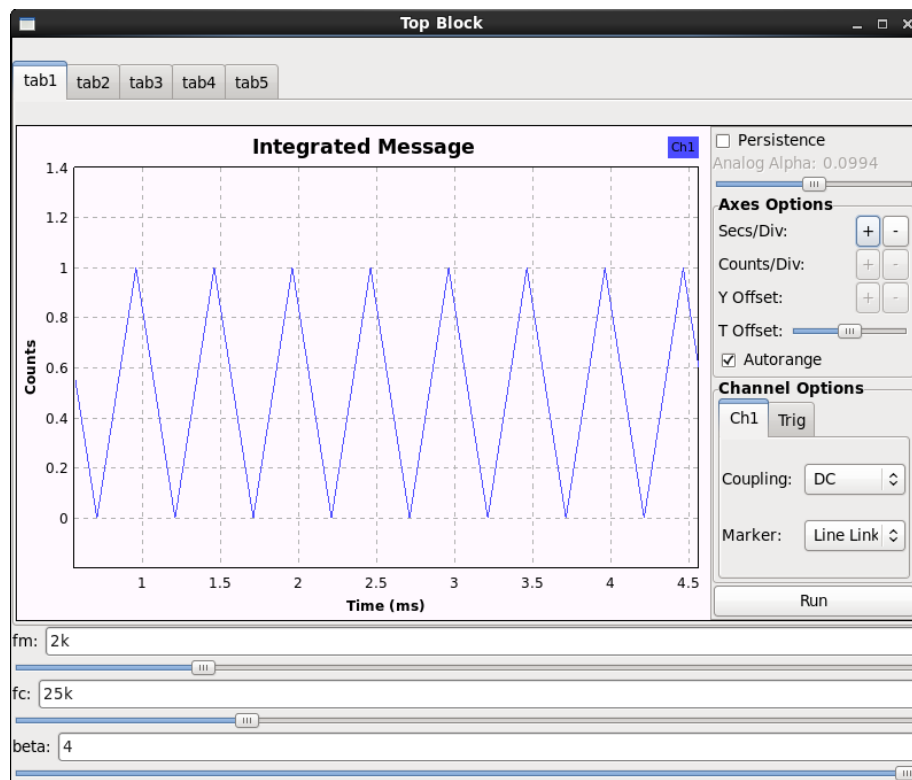 Top Block
tab1 tab2 tab3 tab4 tab5
Integrated Message
Ch1
1.4
1.2
1
0.8
0.6
0.4
0.2
0
Counts
1 1.5 2 2.5 3 3.5 4 4.5
Time (ms)
Persistence
Analog Alpha: 0.0994
Axes Options
Secs/Div: + -
Counts/Div: + -
Y Offset: + -
T Offset:
Autorange
Channel Options
Ch1 Trig
Coupling: DC
Marker: Line Link
Run
fm: 2k
fc: 25k
beta: 4